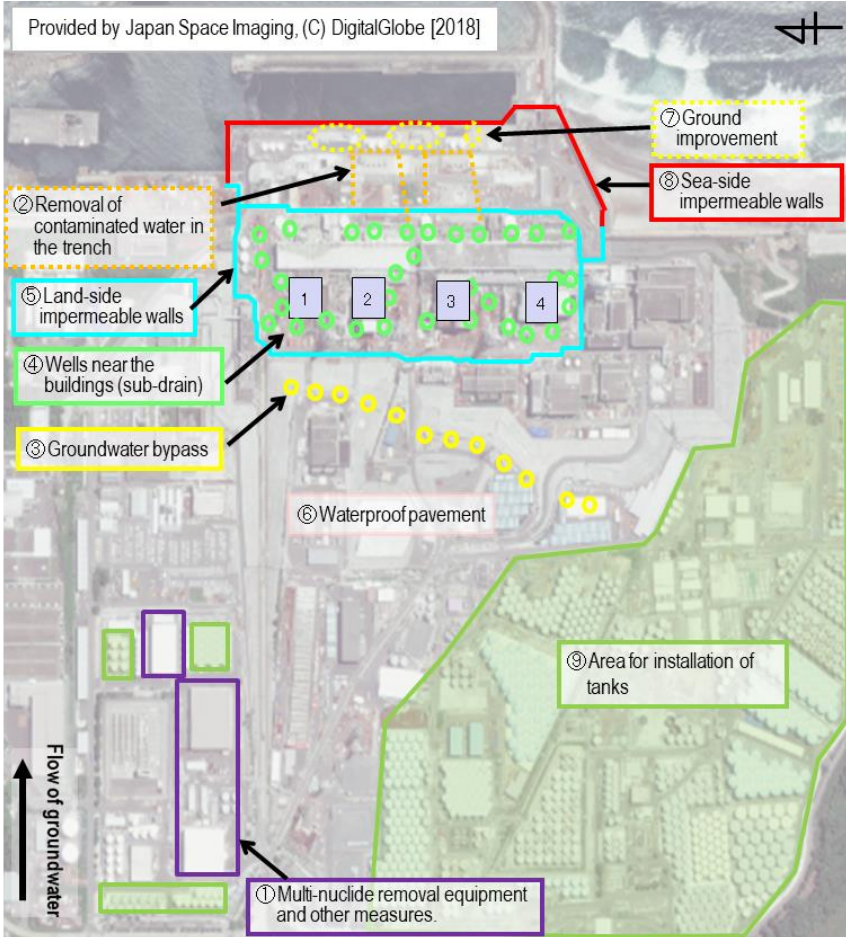 Provided by Japan Space Imaging, (C) DigitalGlobe [2018]
⑦Ground
improvement
⑧Sea-side
impermeable walls
②Removal of
contaminated water in
the trench
⑤Land-side
impermeable walls
1
2
3
4
④Wells near the
buildings (sub-drain)
③Groundwater bypass
⑥Waterproof pavement
⑨Area for installation of
tanks
Flow of groundwater
①Multi-nuclide removal equipment
and other measures.